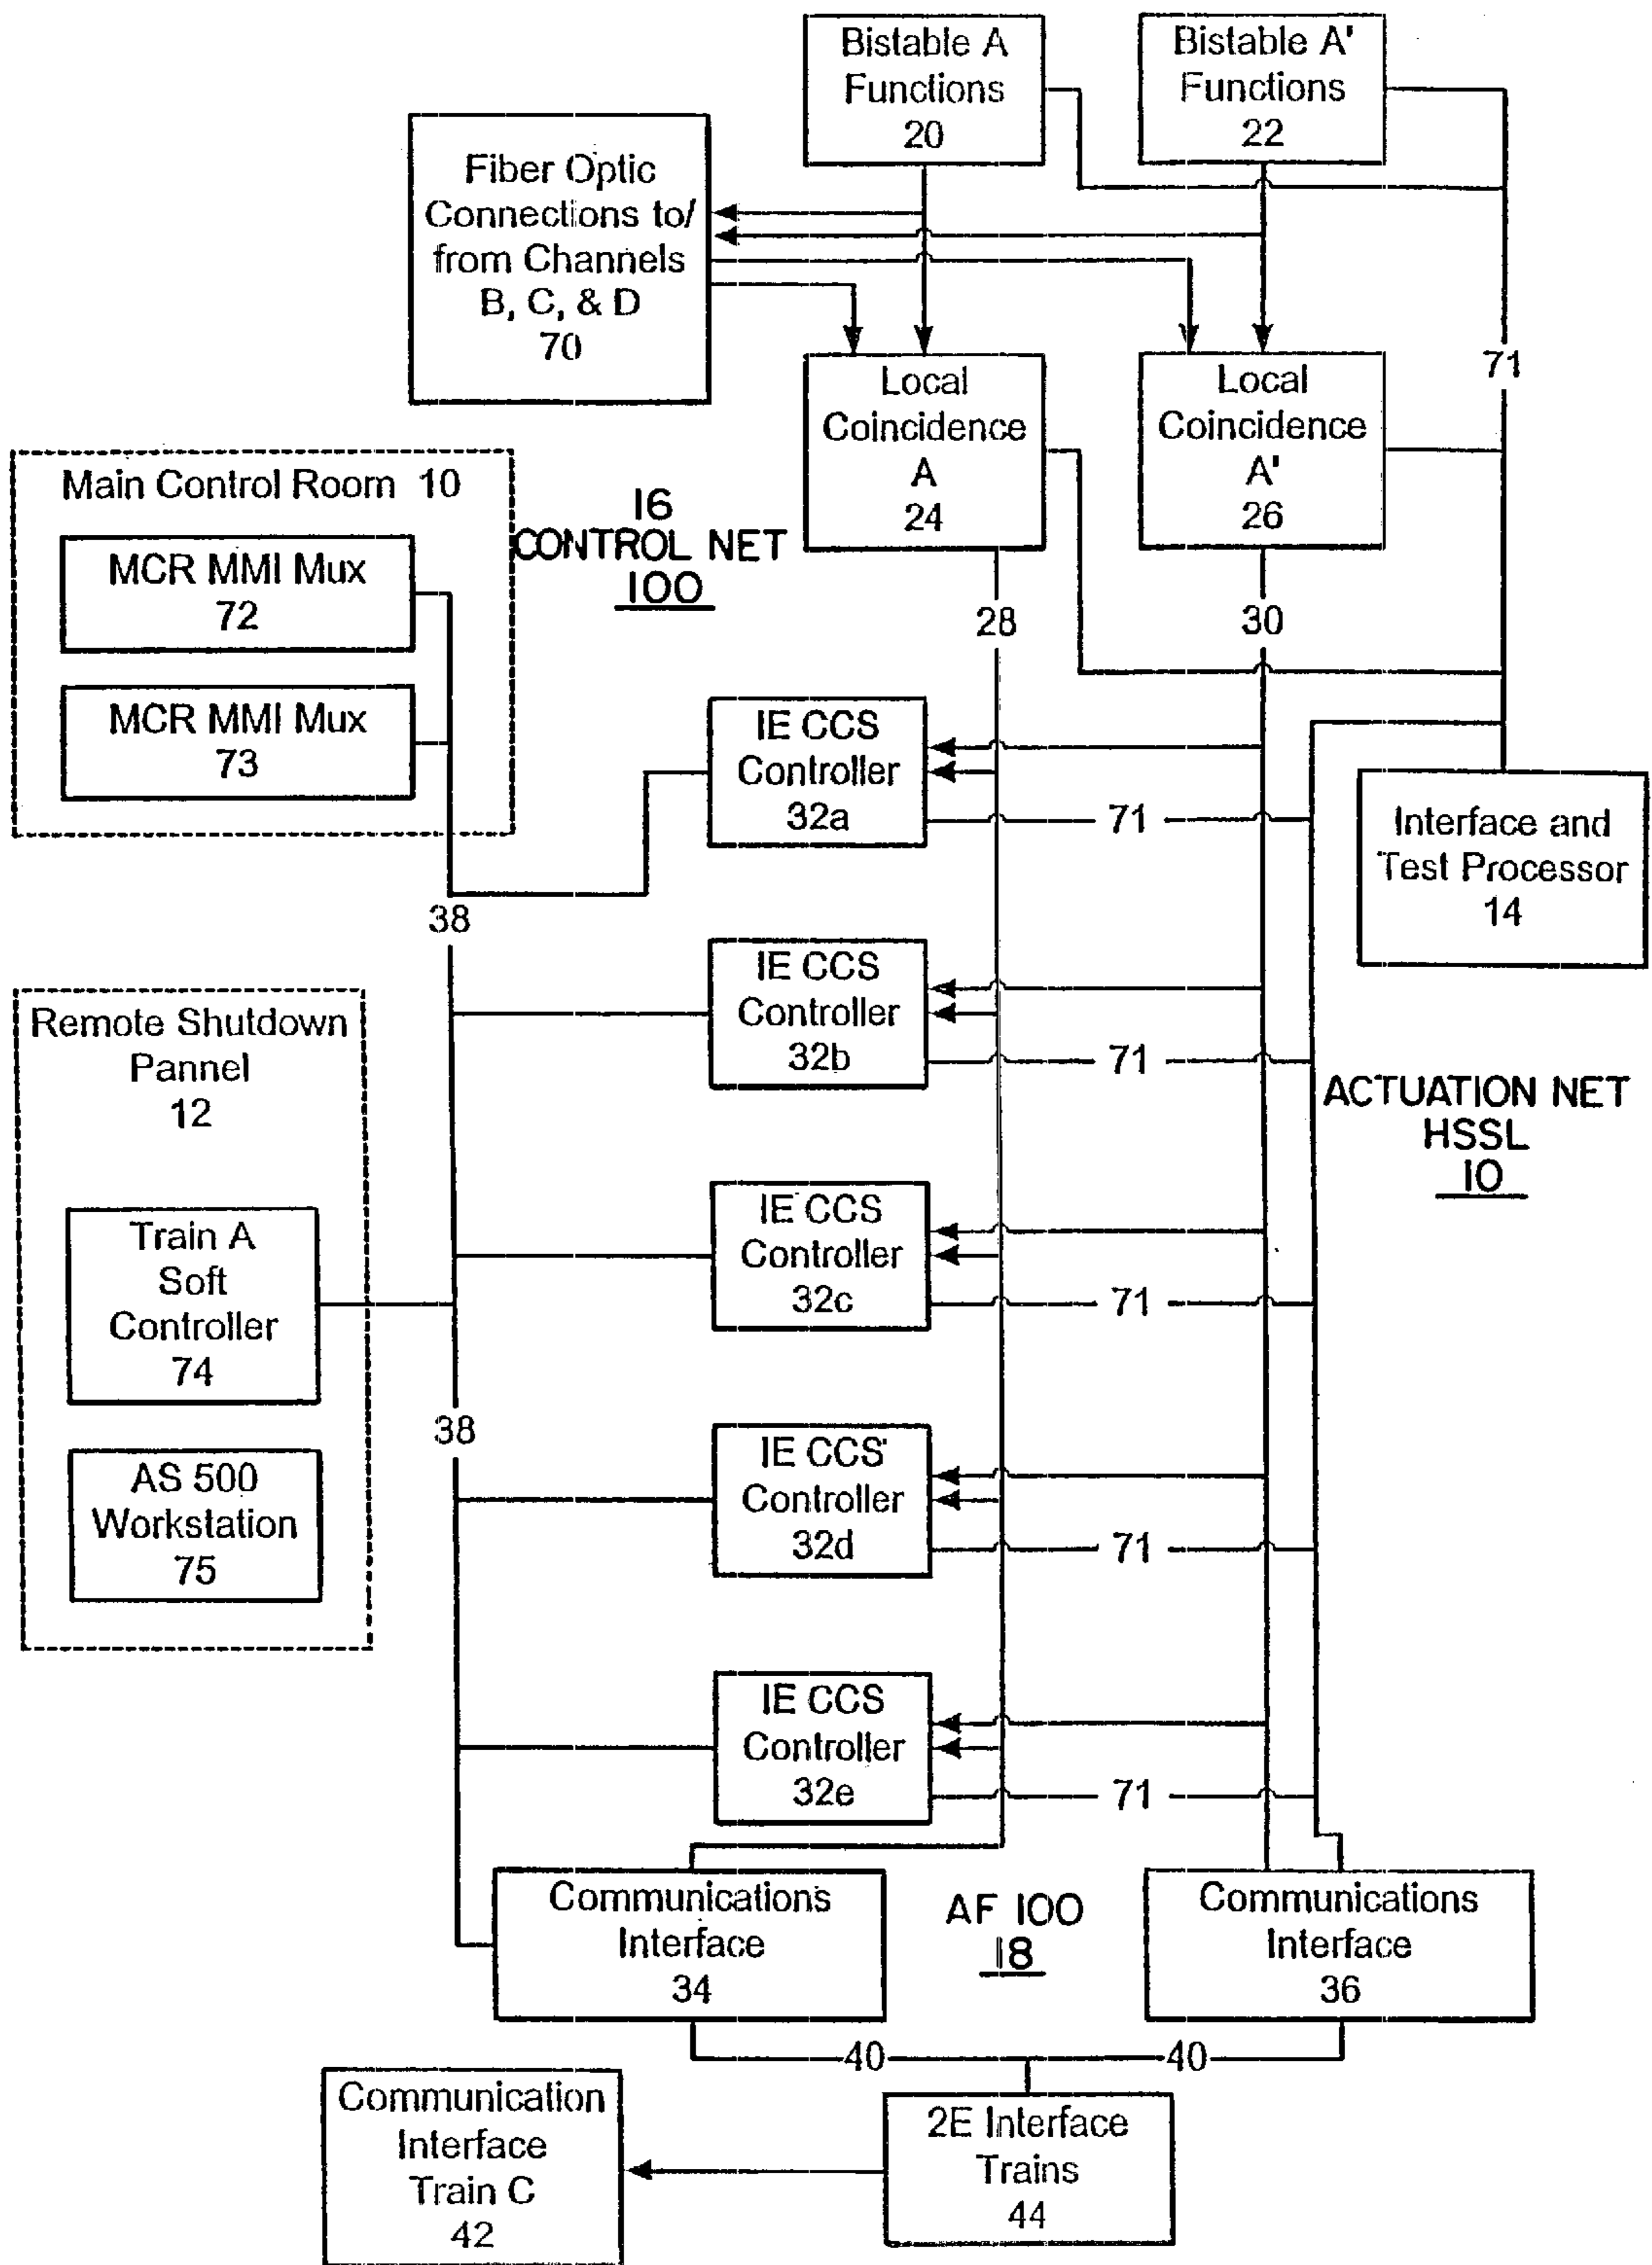 Bistable A
Functions
20
Bistable A'
Functions
22
Fiber Optic
Connections to/
from Channels
B, C, & D
70
Local
Coincidence
A
24
Local
Coincidence
A'
26
71
Main Control Room 10
MCR MMI Mux
72
MCR MMI Mux
73
16
CONTROL NET
100
28
30
IE CCS
Controller
32a
71
Interface and
Test Processor
14
38
IE CCS
Controller
32b
71
Remote Shutdown
Pannel
12
ACTUATION NET
HSSL
10
Train A
Soft
Controller
74
IE CCS
Controller
32c
71
38
AS 500
Workstation
75
IE CCS
Controller
32d
71
IE CCS
Controller
32e
71
Communications
Interface
34
AF 100
18
Communications
Interface
36
40
40
Communication
Interface
Train C
42
2E Interface
Trains
44